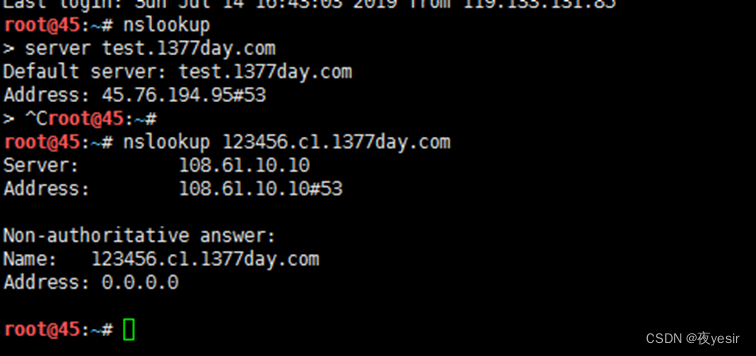 Last login: Sun Jul 14 16:43:03 2019 from 119.133.131.85
root@45:~# nslookup
> server test.1377day.com
Default server: test.1377day.com
Address: 45.76.194.95#53
> ^Croot@45:~#
root@45:~# nslookup 123456.c1.1377day.com
Server: 108.61.10.10
Address: 108.61.10.10#53
Non-authoritative answer:
Name: 123456.c1.1377day.com
Address: 0.0.0.0
root@45:~#
CSDN @夜yesir